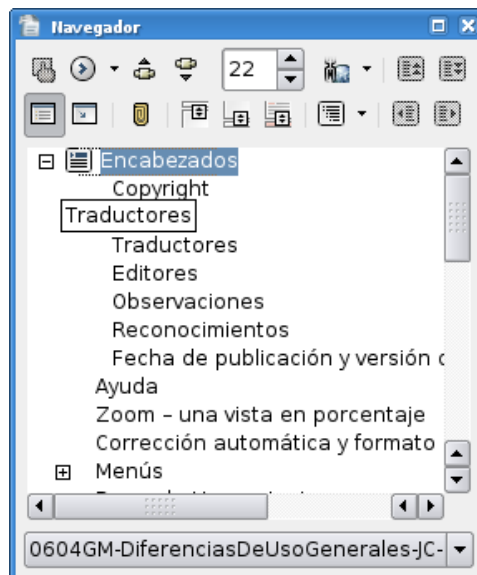 Navegador
22
Encabezados
Copyright
Traductores
Traductores
Editores
Observaciones
Reconocimientos
Fecha de publicación y versión
Ayuda
Zoom – una vista en porcentaje
Corrección automática y formato
Menús
0604GM-DiferenciasDeUsoGenerales-JC-